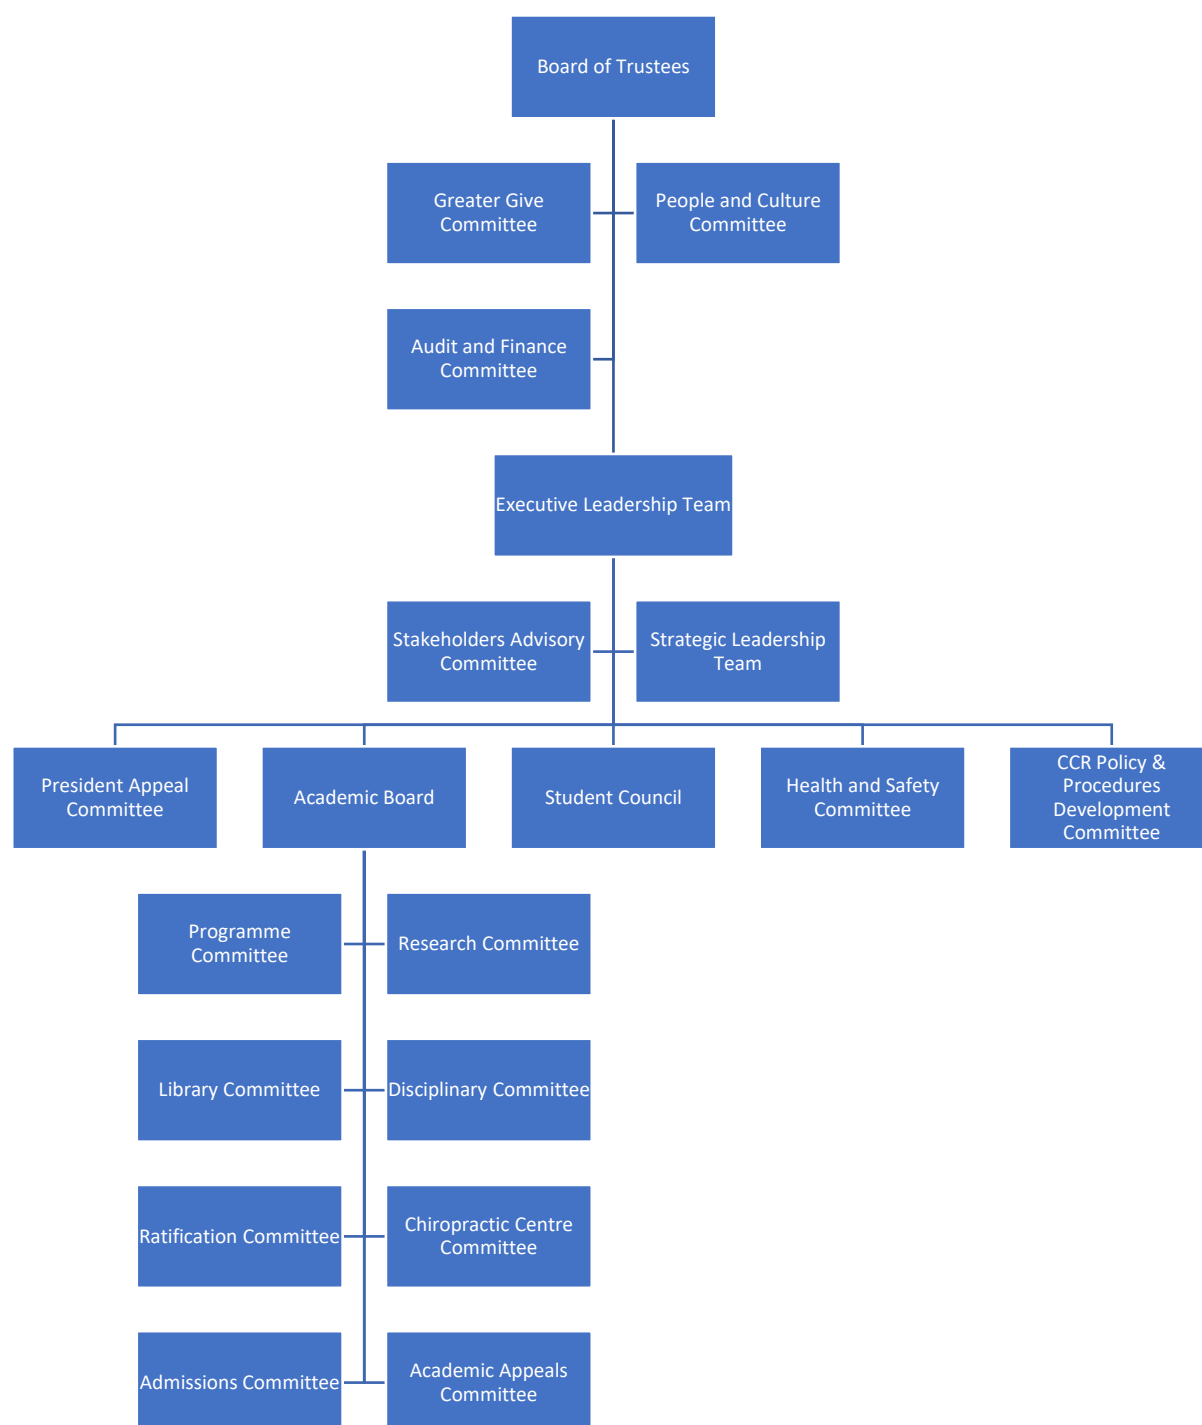 Board of Trustees
Greater Give
Committee
People and Culture
Committee
Audit and Finance
Committee
Executive Leadership Team
Stakeholders Advisory
Committee
Strategic Leadership
Team
President Appeal
Committee
Academic Board
Student Council
Health and Safety
Committee
CCR Policy &
Procedures
Development
Committee
Programme
Committee
Research Committee
Library Committee
Disciplinary Committee
Ratification Committee
Chiropractic Centre
Committee
Admissions Committee
Academic Appeals
Committee